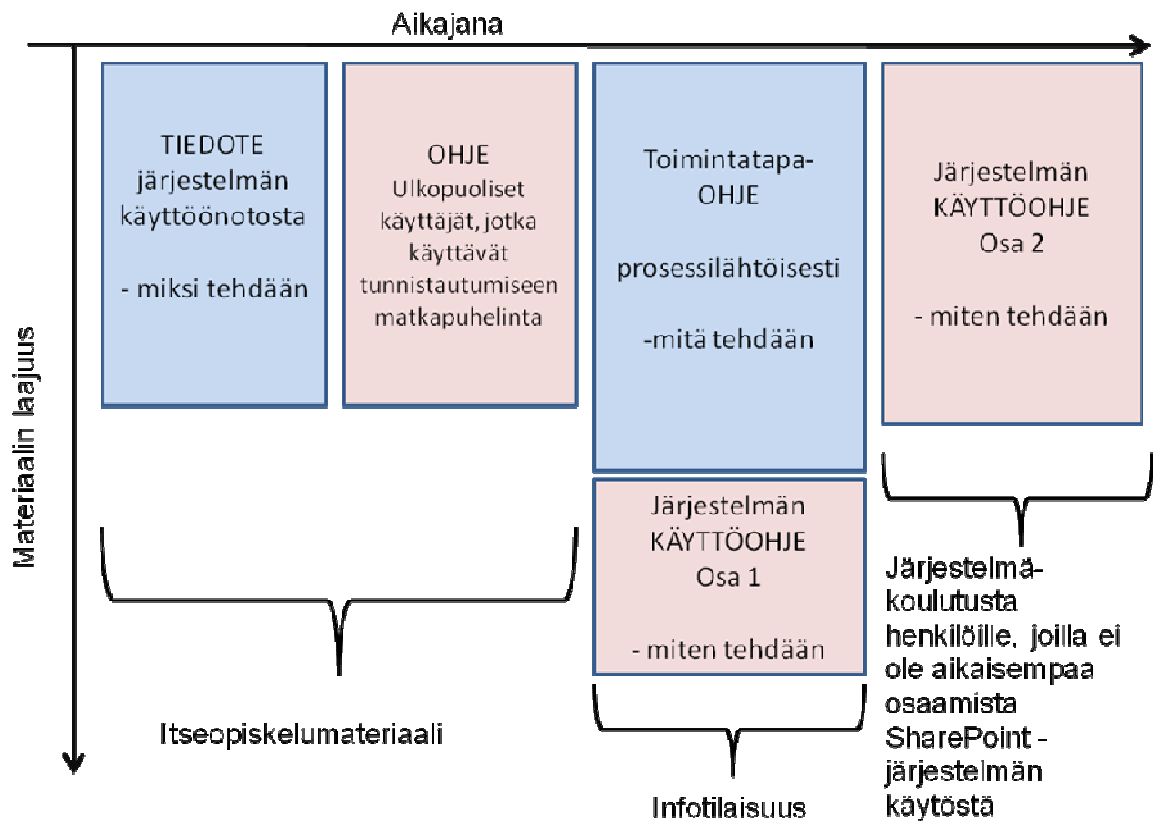 Aikajana
Materiaalin laajuus
TIEDOTE
järjestelmän
käyttöönotosta
- miksi tehdään
OHJE
Ulkopuoliset
käyttäjät, jotka
käyttävät
tunnistautumiseen
matkapuhelinta
Toimintatapa-
OHJE
prosessilähtöisesti
-mitä tehdään
Järjestelmän
KÄYTTÖOHJE
Osa 1
- miten tehdään
Järjestelmän
KÄYTTÖOHJE
Osa 2
- miten tehdään
Itseopiskelumateriaali
Infotilaisuus
Järjestelmä-
koulutusta
henkilöille, joilla ei
ole aikaisempaa
osaamista
SharePoint -
järjestelmän
käytöstä